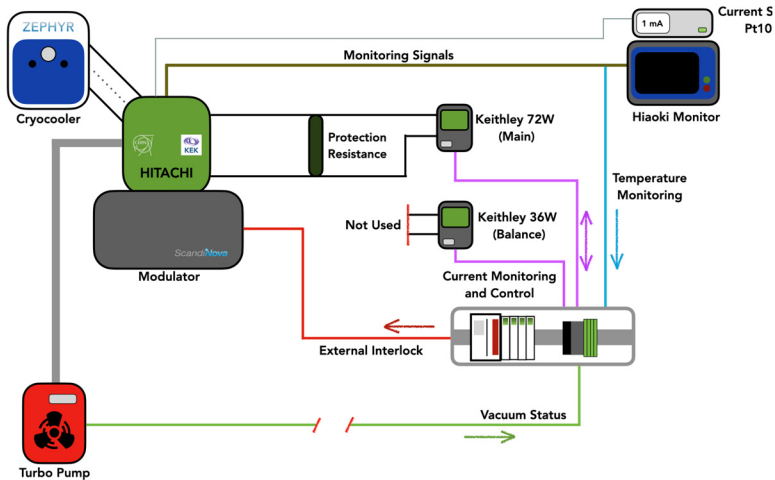 ZEPHYR
Cryocooler
1 mA
Current S
Pt10
Monitoring Signals
Hiaoki Monitor
CERN
KEK
HITACHI
Protection
Resistance
Keithley 72W
(Main)
Temperature
Monitoring
Not Used
Keithley 36W
(Balance)
ScandiNova
Modulator
Current Monitoring
and Control
External Interlock
Vacuum Status
Turbo Pump